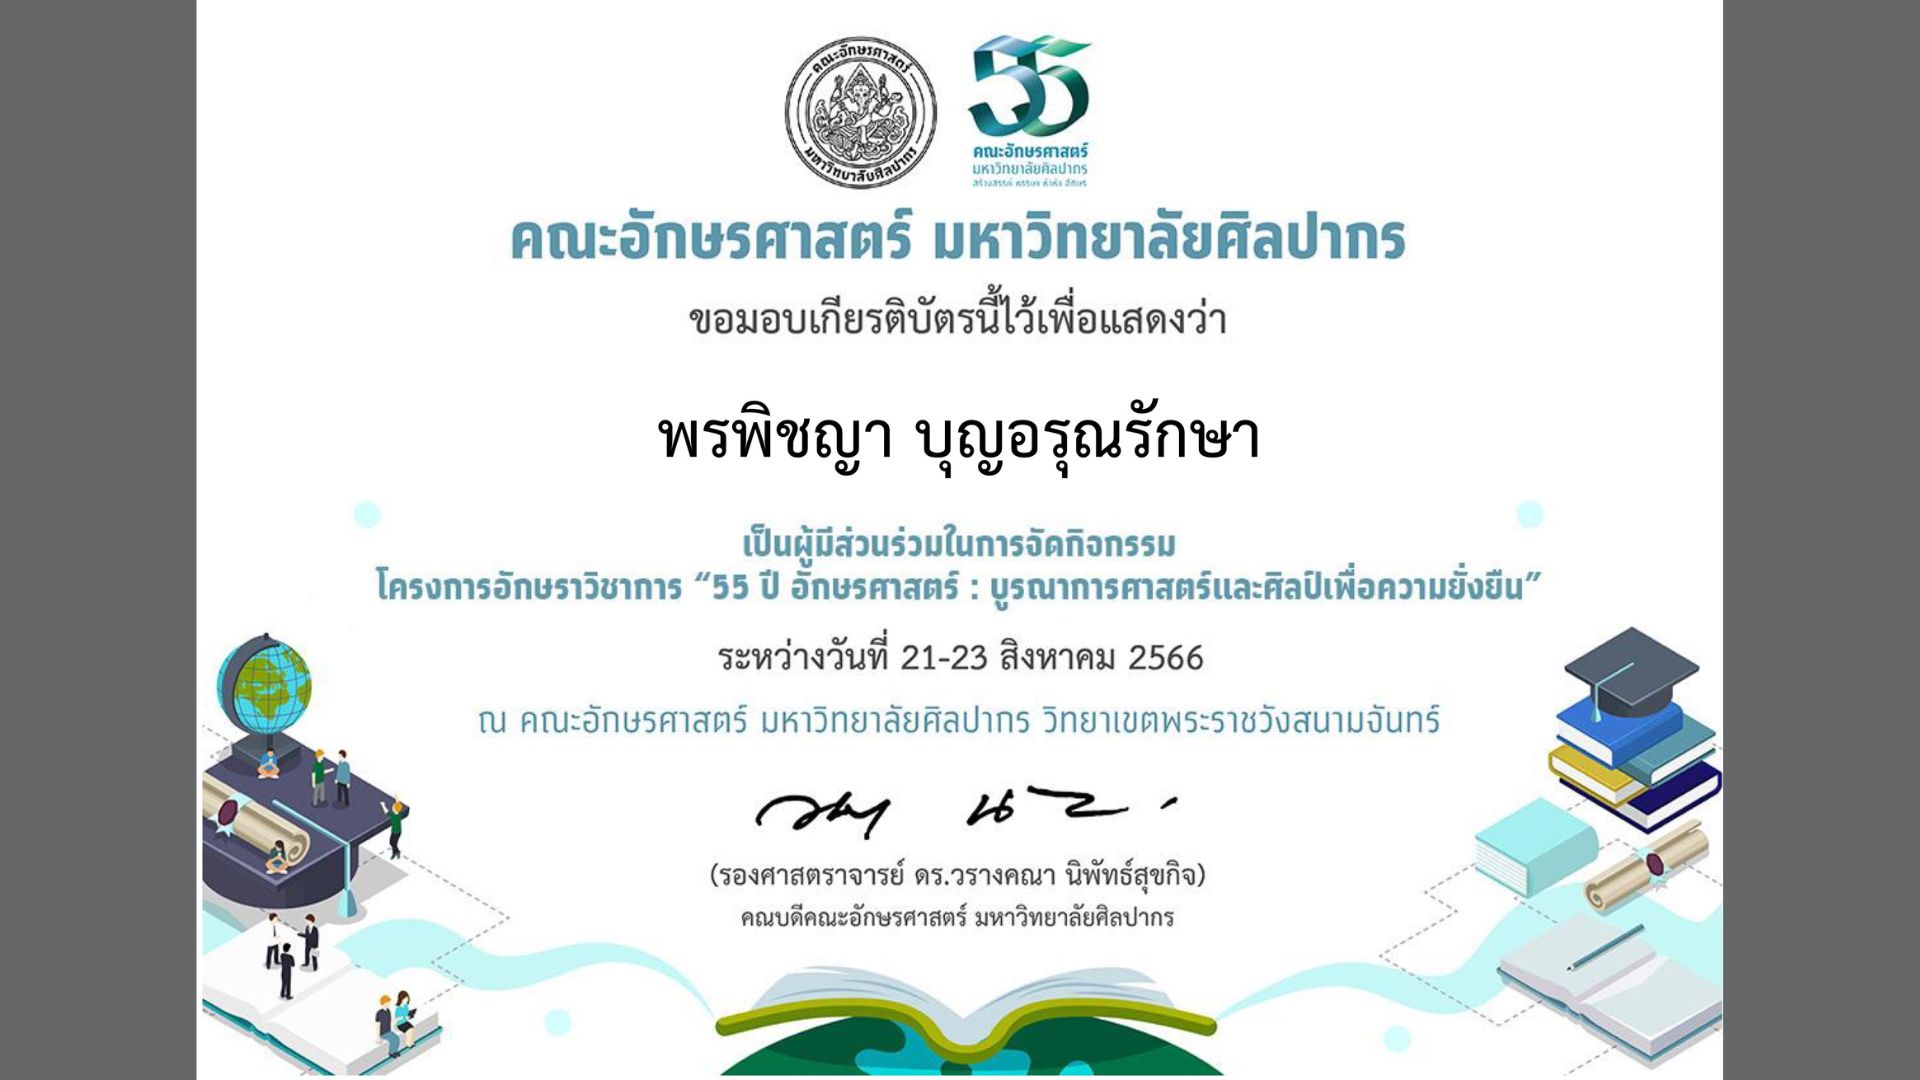 คณะอักษรศาสตร์
มหาวิทยาลัยศิลปากร
55
คณะอักษรศาสตร์
มหาวิทยาลัยศิลปากร
คณะอักษรศาสตร์ มหาวิทยาลัยศิลปากร
ขอมอบเกียรติบัตรนี้ไว้เพื่อแสดงว่า
พรพิชญา บุญอรุณรักษา
เป็นผู้มีส่วนร่วมในการจัดกิจกรรม
โครงการอักษราวิชาการ “55 ปี อักษรศาสตร์ : บูรณาการศาสตร์และศิลป์เพื่อความยั่งยืน”
ระหว่างวันที่ 21-23 สิงหาคม 2566
ณ คณะอักษรศาสตร์ มหาวิทยาลัยศิลปากร วิทยาเขตพระราชวังสนามจันทร์
(รองศาสตราจารย์ ดร.วรางคณา นิพัทธ์สุขกิจ)
คณบดีคณะอักษรศาสตร์ มหาวิทยาลัยศิลปากร